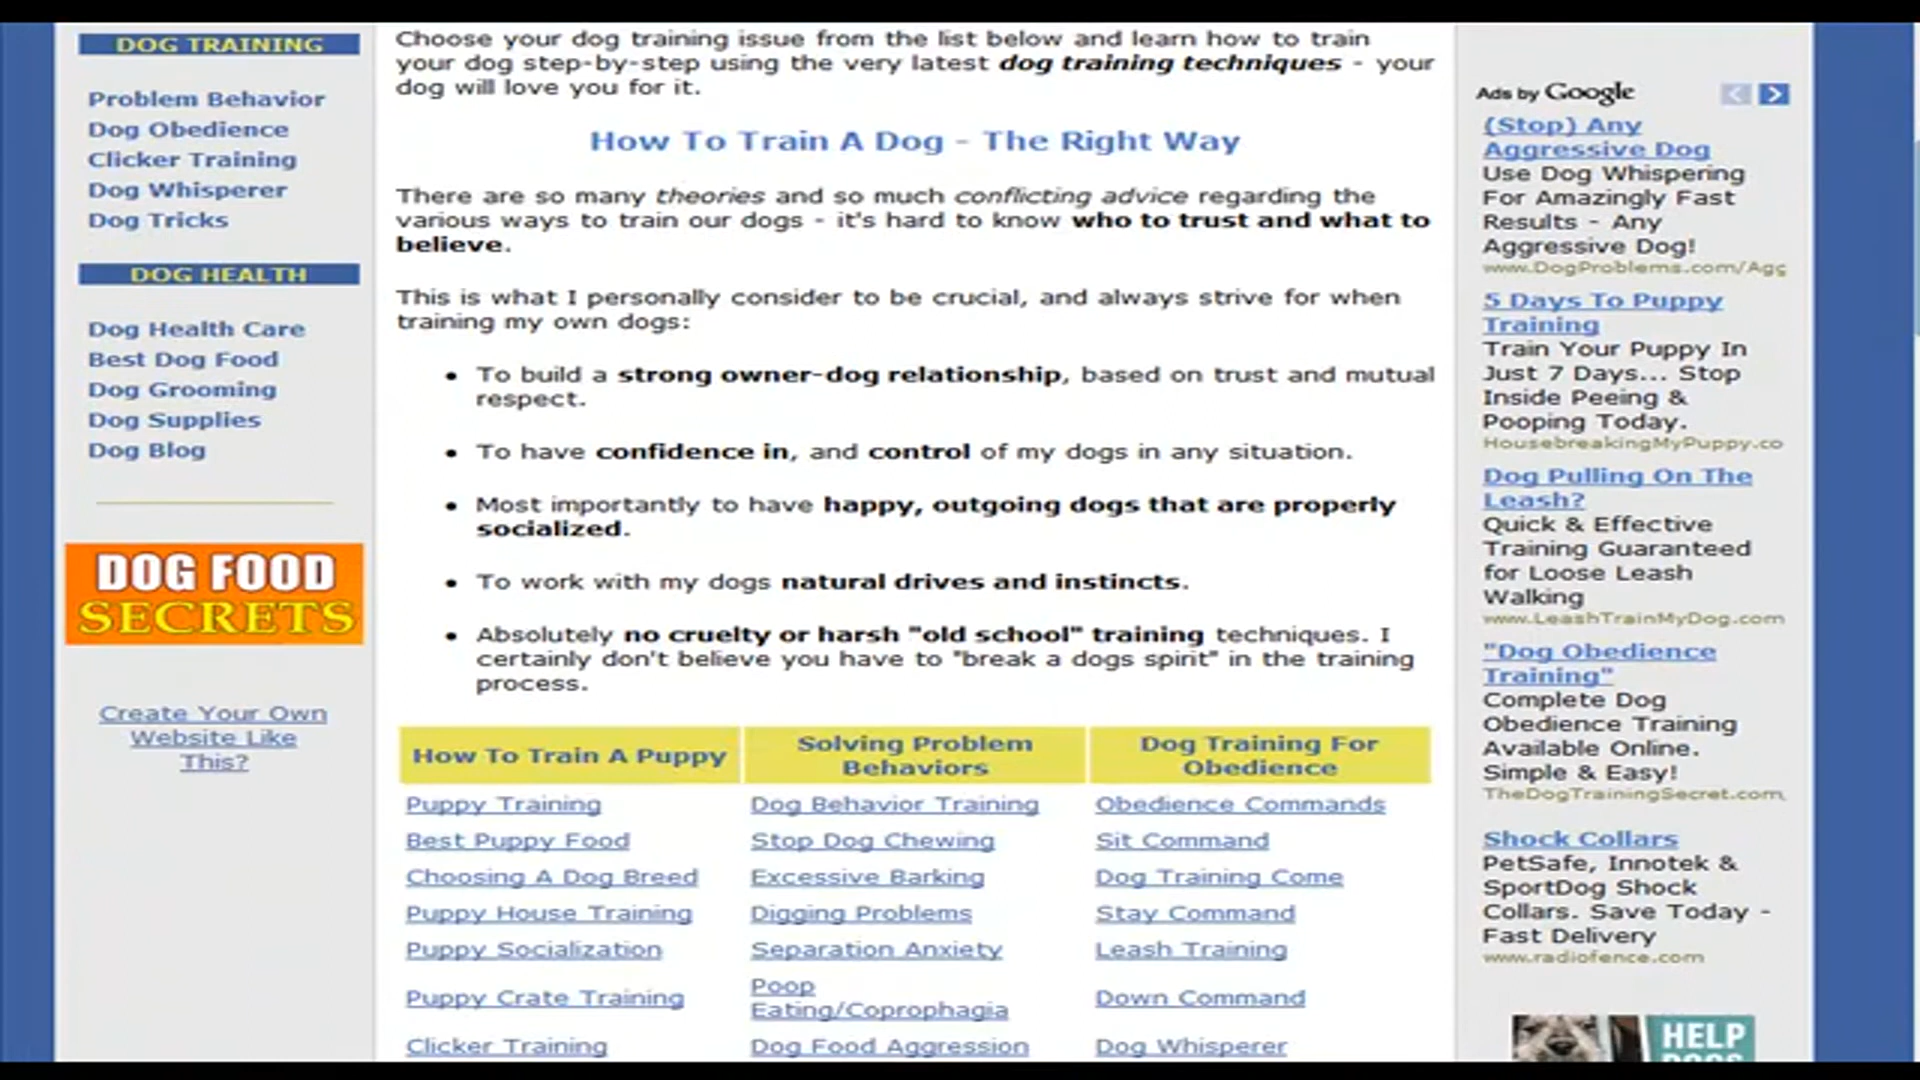 DOG TRAINING
Problem Behavior
Dog Obedience
Clicker Training
Dog Whisperer
Dog Tricks
DOG HEALTH
Dog Health Care
Best Dog Food
Dog Grooming
Dog Supplies
Dog Blog
DOG FOOD
SECRETS
Create Your Own
Website Like
This?
Choose your dog training issue from the list below and learn how to train
your dog step-by-step using the very latest dog training techniques - your
dog will love you for it.
How To Train A Dog - The Right Way
There are so many theories and so much conflicting advice regarding the
various ways to train our dogs - it's hard to know who to trust and what to
believe.
This is what I personally consider to be crucial, and always strive for when
training my own dogs:
• To build a strong owner-dog relationship, based on trust and mutual
respect.
• To have confidence in, and control of my dogs in any situation.
• Most importantly to have happy, outgoing dogs that are properly
socialized.
• To work with my dogs natural drives and instincts.
• Absolutely no cruelty or harsh "old school" training techniques. I
certainly don't believe you have to "break a dogs spirit" in the training
process.
How To Train A Puppy
Puppy Training
Best Puppy Food
Choosing A Dog Breed
Puppy House Training
Puppy Socialization
Puppy Crate Training
Clicker Training
Solving Problem
Behaviors
Dog Behavior Training
Stop Dog Chewing
Excessive Barking
Digging Problems
Separation Anxiety
Poop
Eating/Coprophagia
Dog Food Aggression
Dog Training For
Obedience
Obedience Commands
Sit Command
Dog Training Come
Stay Command
Leash Training
Down Command
Dog Whisperer
Ads by Google
(Stop) Any
Aggressive Dog
Use Dog Whispering
For Amazingly Fast
Results - Any
Aggressive Dog!
www.DogProblems.com/Agg
5 Days To Puppy
Training
Train Your Puppy In
Just 7 Days... Stop
Inside Peeing &
Pooping Today.
HousebreakingMyPuppy.co
Dog Pulling On The
Leash?
Quick & Effective
Training Guaranteed
for Loose Leash
Walking
www.LeashTrainMyDog.com
"Dog Obedience
Training"
Complete Dog
Obedience Training
Available Online.
Simple & Easy!
TheDogTrainingSecret.com,
Shock Collars
PetSafe, Innotek &
SportDog Shock
Collars. Save Today -
Fast Delivery
www.radiofence.com
HELP
DOGS